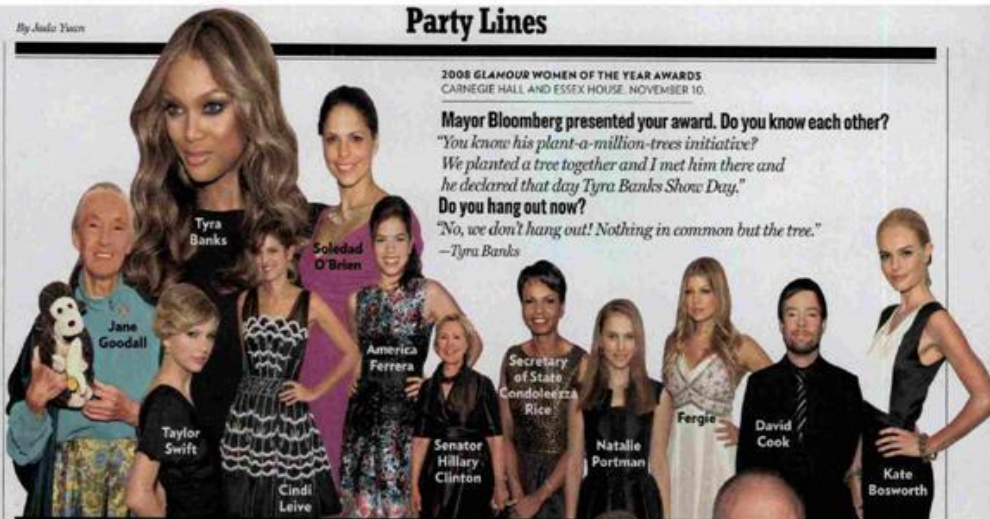 By Jada Yuan
Party Lines
2008 GLAMOUR WOMEN OF THE YEAR AWARDS
CARNEGIE HALL AND ESSEX HOUSE. NOVEMBER 10.
Mayor Bloomberg presented your award. Do you know each other?
"You know his plant-a-million-trees initiative?
We planted a tree together and I met him there and
he declared that day Tyra Banks Show Day."
Do you hang out now?
"No, we don't hang out! Nothing in common but the tree."
—Tyra Banks
Tyra
Banks
Soledad
O'Brien
Jane
Goodall
America
Ferrera
Secretary
of State
Condoleezza
Rice
Taylor
Swift
Cindi
Leive
Senator
Hillary
Clinton
Natalie
Portman
Fergie
David
Cook
Kate
Bosworth